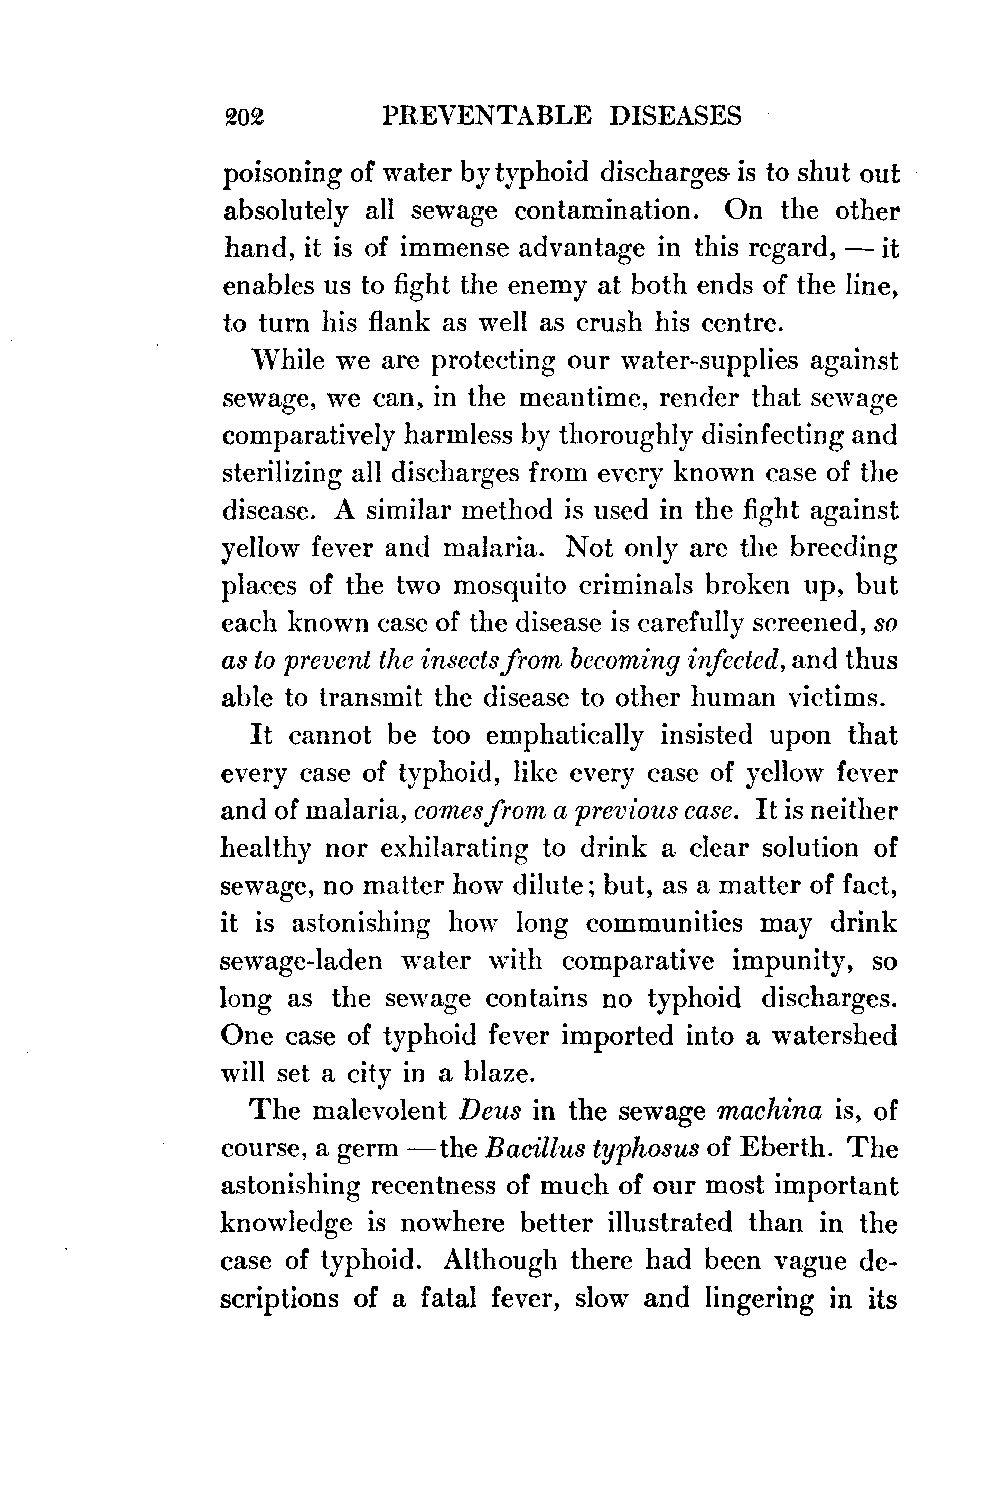 202 PREVENTABLE DISEASES
poisoning of water by typhoid discharges is to shut out
absolutely all sewage contamination. On the other
hand, it is of immense advantage in this regard, — it
enables us to fight the enemy at both ends of the line,
to turn his flank as well as crush his centre.
While we are protecting our water-supplies against
sewage, we can, in the meantime, render that sewage
comparatively harmless by thoroughly disinfecting and
sterilizing all discharges from every known case of the
disease. A similar method is used in the fight against
yellow fever and malaria. Not only are the breeding
places of the two mosquito criminals broken up, but
each known case of the disease is carefully screened, so
as to prevent the insects from becoming infected, and thus
able to transmit the disease to other human victims.
It cannot be too emphatically insisted upon that
every case of typhoid, like every case of yellow fever
and of malaria, comes from a previous case. It is neither
healthy nor exhilarating to drink a clear solution of
sewage, no matter how dilute; but, as a matter of fact,
it is astonishing how long communities may drink
sewage-laden water with comparative impunity, so
long as the sewage contains no typhoid discharges.
One case of typhoid fever imported into a watershed
will set a city in a blaze.
The malevolent Deus in the sewage machina is, of
course, a germ — the Bacillus typhosus of Eberth. The
astonishing recentness of much of our most important
knowledge is nowhere better illustrated than in the
case of typhoid. Although there had been vague de-
scriptions of a fatal fever, slow and lingering in its